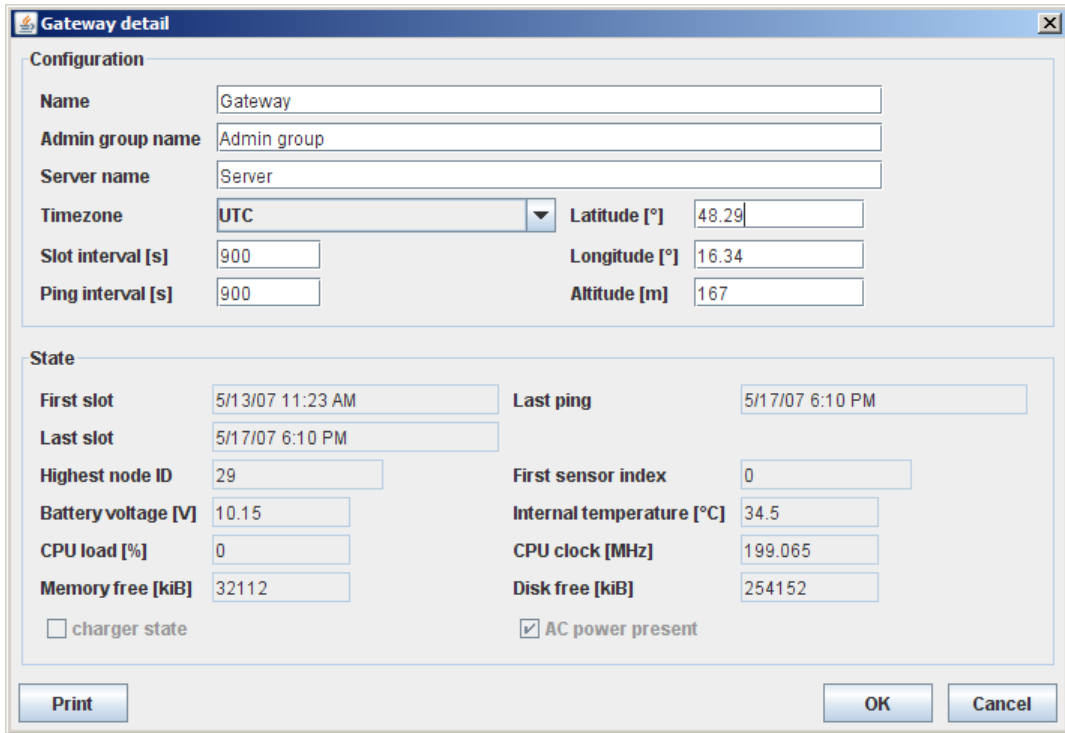 Gateway detail
Configuration
Name Gateway
Admin group name Admin group
Server name Server
Timezone UTC Latitude [°] 48.29
Slot interval [s] 900 Longitude [°] 16.34
Ping interval [s] 900 Altitude [m] 167
State
First slot 5/13/07 11:23 AM Last ping 5/17/07 6:10 PM
Last slot 5/17/07 6:10 PM
Highest node ID 29 First sensor index 0
Battery voltage [V] 10.15 Internal temperature [°C] 34.5
CPU load [%] 0 CPU clock [MHz] 199.065
Memory free [kiB] 32112 Disk free [kiB] 254152
charger state AC power present
Print OK Cancel